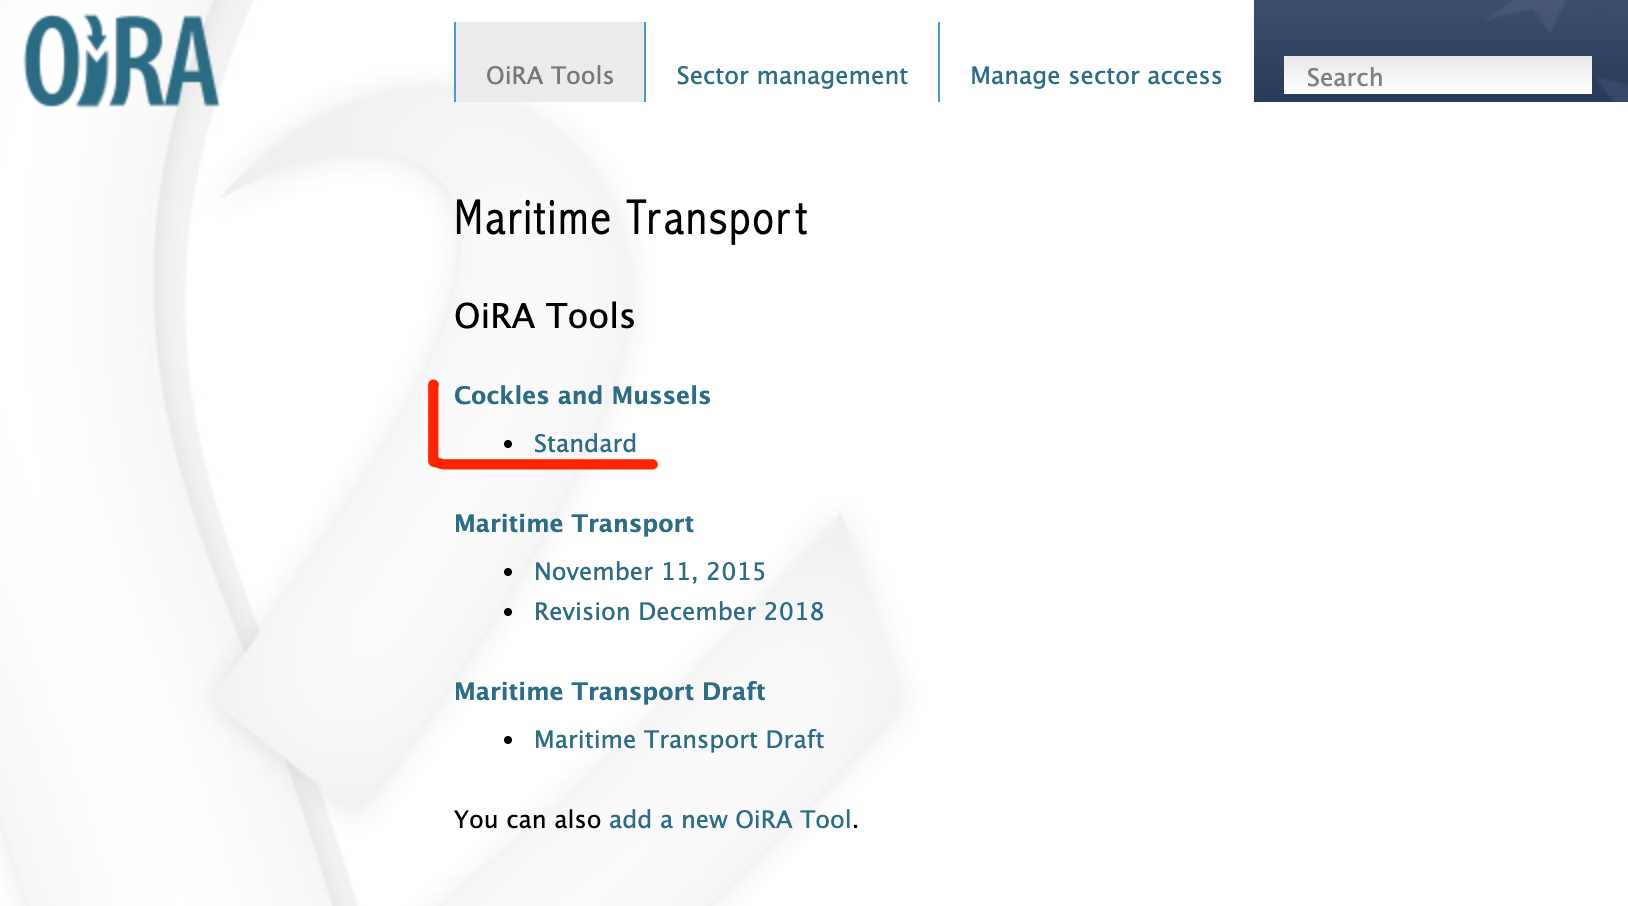 OiRA
OiRA Tools
Sector management
Manage sector access
Search
Maritime Transport
OiRA Tools
Cockles and Mussels
• Standard
Maritime Transport
• November 11, 2015
• Revision December 2018
Maritime Transport Draft
• Maritime Transport Draft
You can also add a new OiRA Tool.